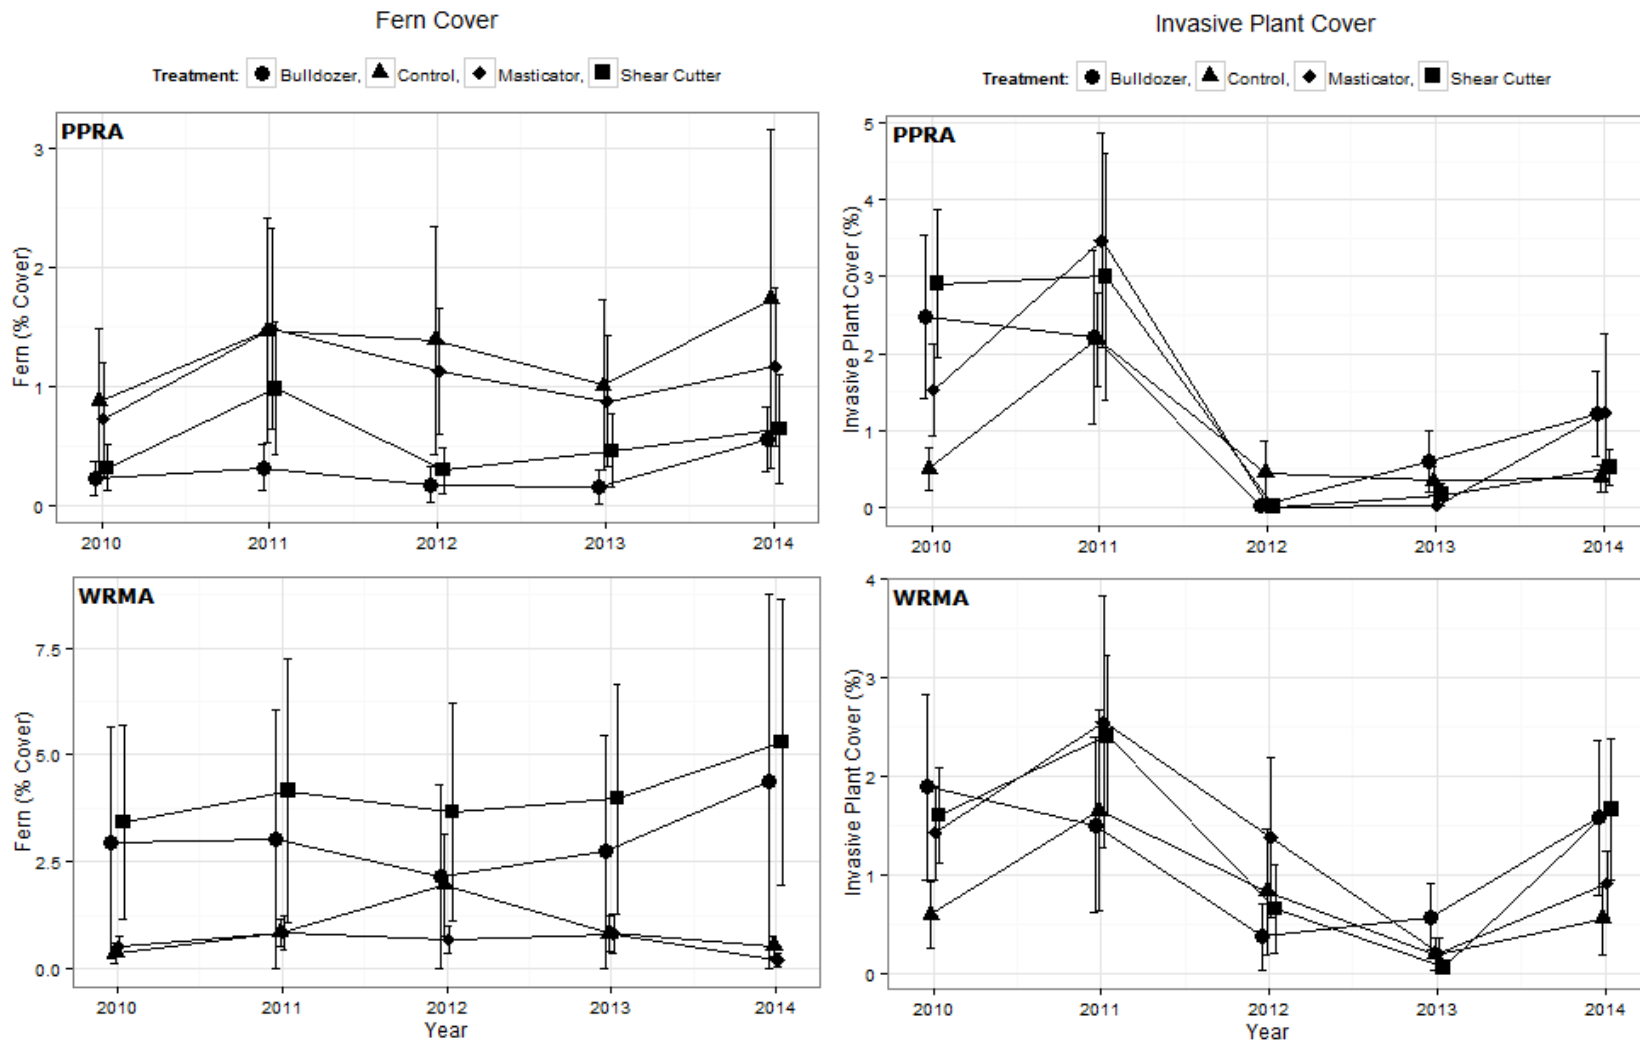 Fern Cover
Treatment: Bulldozer, Control, Masticator, Shear Cutter
PPRA
Fern (% Cover)
3
2
1
0
2010 2011 2012 2013 2014
WRMA
Fern (% Cover)
7.5
5.0
2.5
0.0
2010 2011 2012 2013 2014
Year
Invasive Plant Cover
Treatment: Bulldozer, Control, Masticator, Shear Cutter
PPRA
Invasive Plant Cover (%)
5
4
3
2
1
0
2010 2011 2012 2013 2014
WRMA
Invasive Plant Cover (%)
4
3
2
1
0
2010 2011 2012 2013 2014
Year